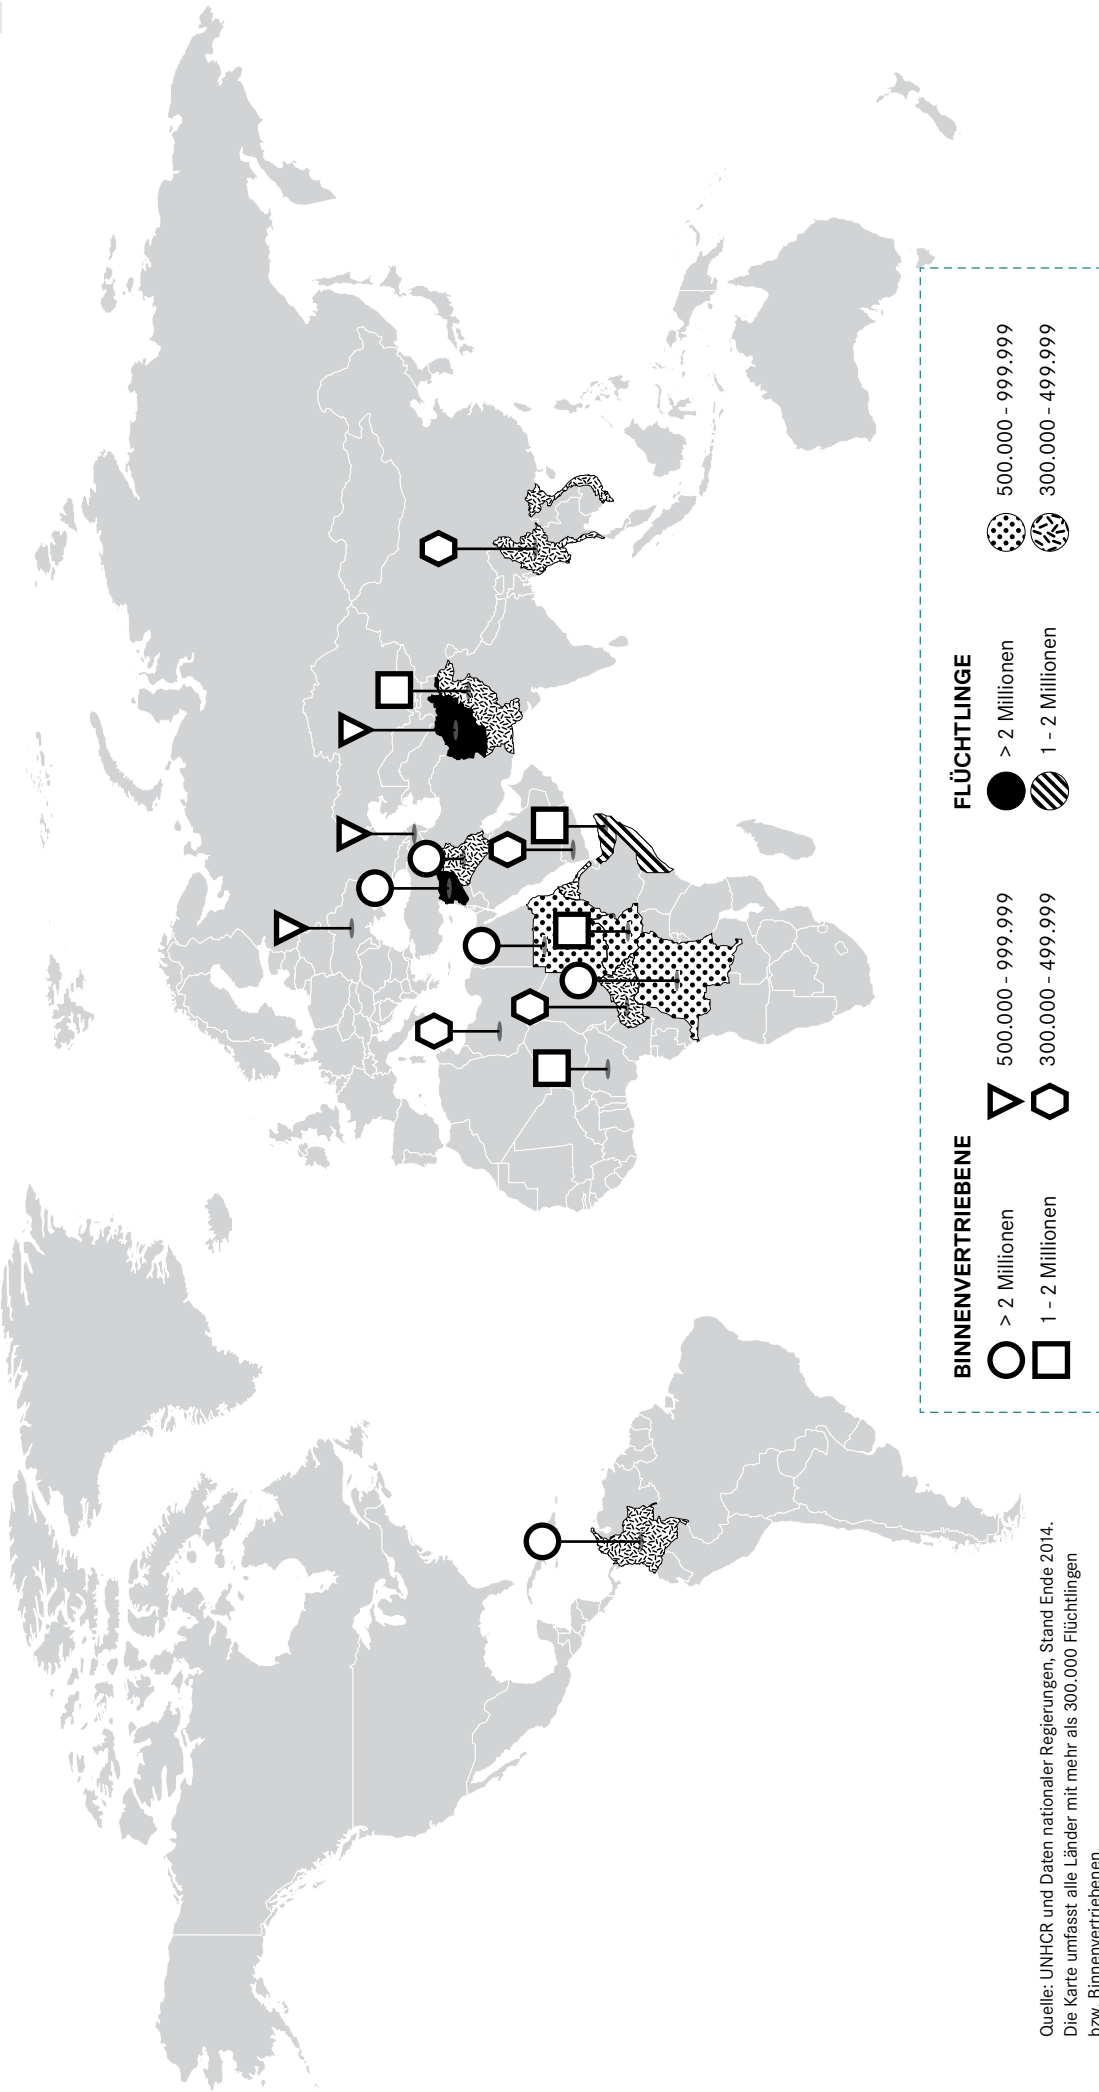 BINNENVERTRIEBENE
> 2 Millionen
1 – 2 Millionen
500.000 – 999.999
300.000 – 499.999
FLÜCHTLINGE
> 2 Millionen
1 – 2 Millionen
500.000 – 999.999
300.000 – 499.999
Quelle: UNHCR und Daten nationaler Regierungen, Stand Ende 2014.
Die Karte umfasst alle Länder mit mehr als 300.000 Flüchtlingen
bzw. Binnenvertriebenen.